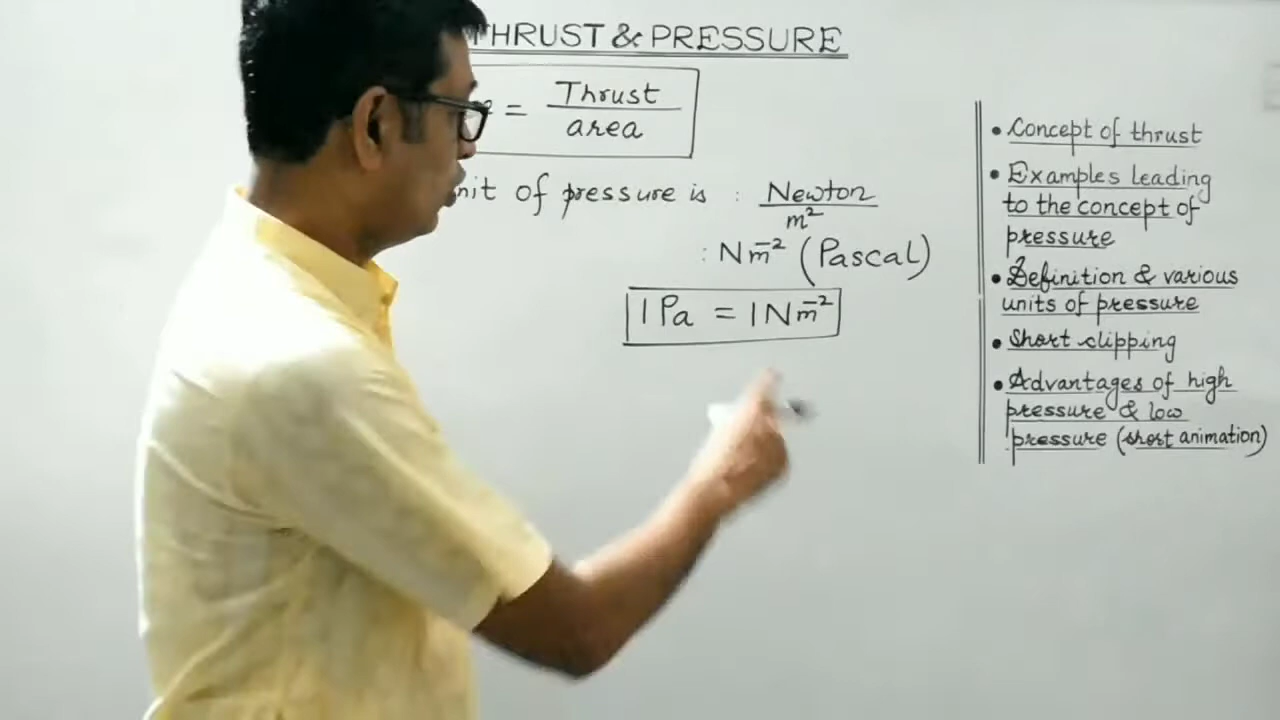 THRUST & PRESSURE
= Thrust
area
of pressure is : Newton
m²
: Nm⁻² (Pascal)
1 Pa = 1 Nm⁻²
• Concept of thrust
• Examples leading
to the concept of
pressure
• Definition & various
units of pressure
• Short clipping
• Advantages of high
pressure & low
pressure (short animation)